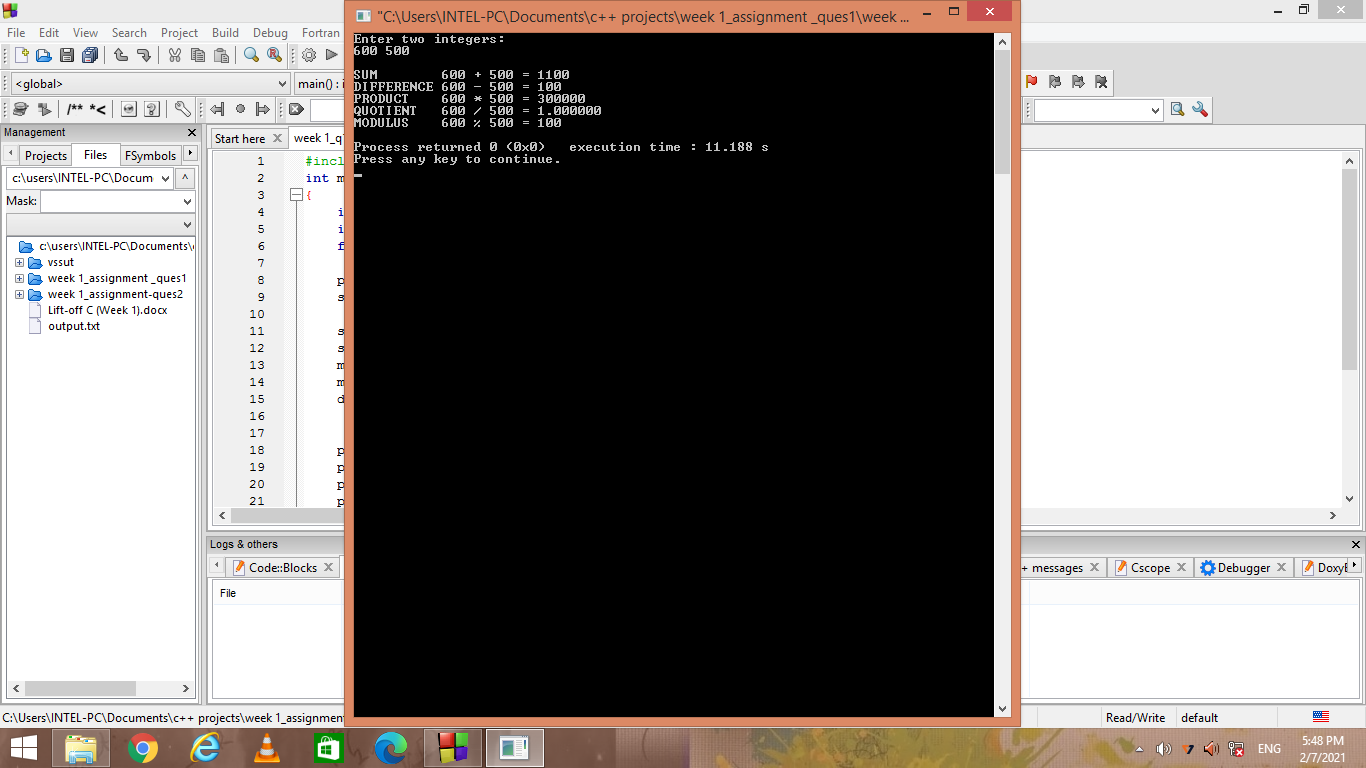 "C:\Users\INTEL-PC\Documents\c++ projects\week 1_assignment _ques1\week ...
File Edit View Search Project Build Debug Fortran
<global>
main() : i
/** *<
Management
Projects Files FSymbols
c:\users\INTEL-PC\Docum
^
Mask:
c:\users\INTEL-PC\Documents\
vssut
week 1_assignment _ques1
week 1_assignment-ques2
Lift-off C (Week 1).docx
output.txt
Start here
week 1_q
1 #incl
2 int m
3 {
4 i
5 i
6 f
7
8 p
9 s
10
11 s
12 s
13 m
14 m
15 d
16
17
18 p
19 p
20 p
21 p
Enter two integers:
600 500
SUM 600 + 500 = 1100
DIFFERENCE 600 - 500 = 100
PRODUCT 600 * 500 = 300000
QUOTIENT 600 / 500 = 1.000000
MODULUS 600 % 500 = 100
Process returned 0 (0x0) execution time : 11.188 s
Press any key to continue.
Logs & others
Code::Blocks
+ messages Cscope Debugger DoxyB
File
C:\Users\INTEL-PC\Documents\c++ projects\week 1_assignment
Read/Write default
ENG
5:48 PM
2/7/2021